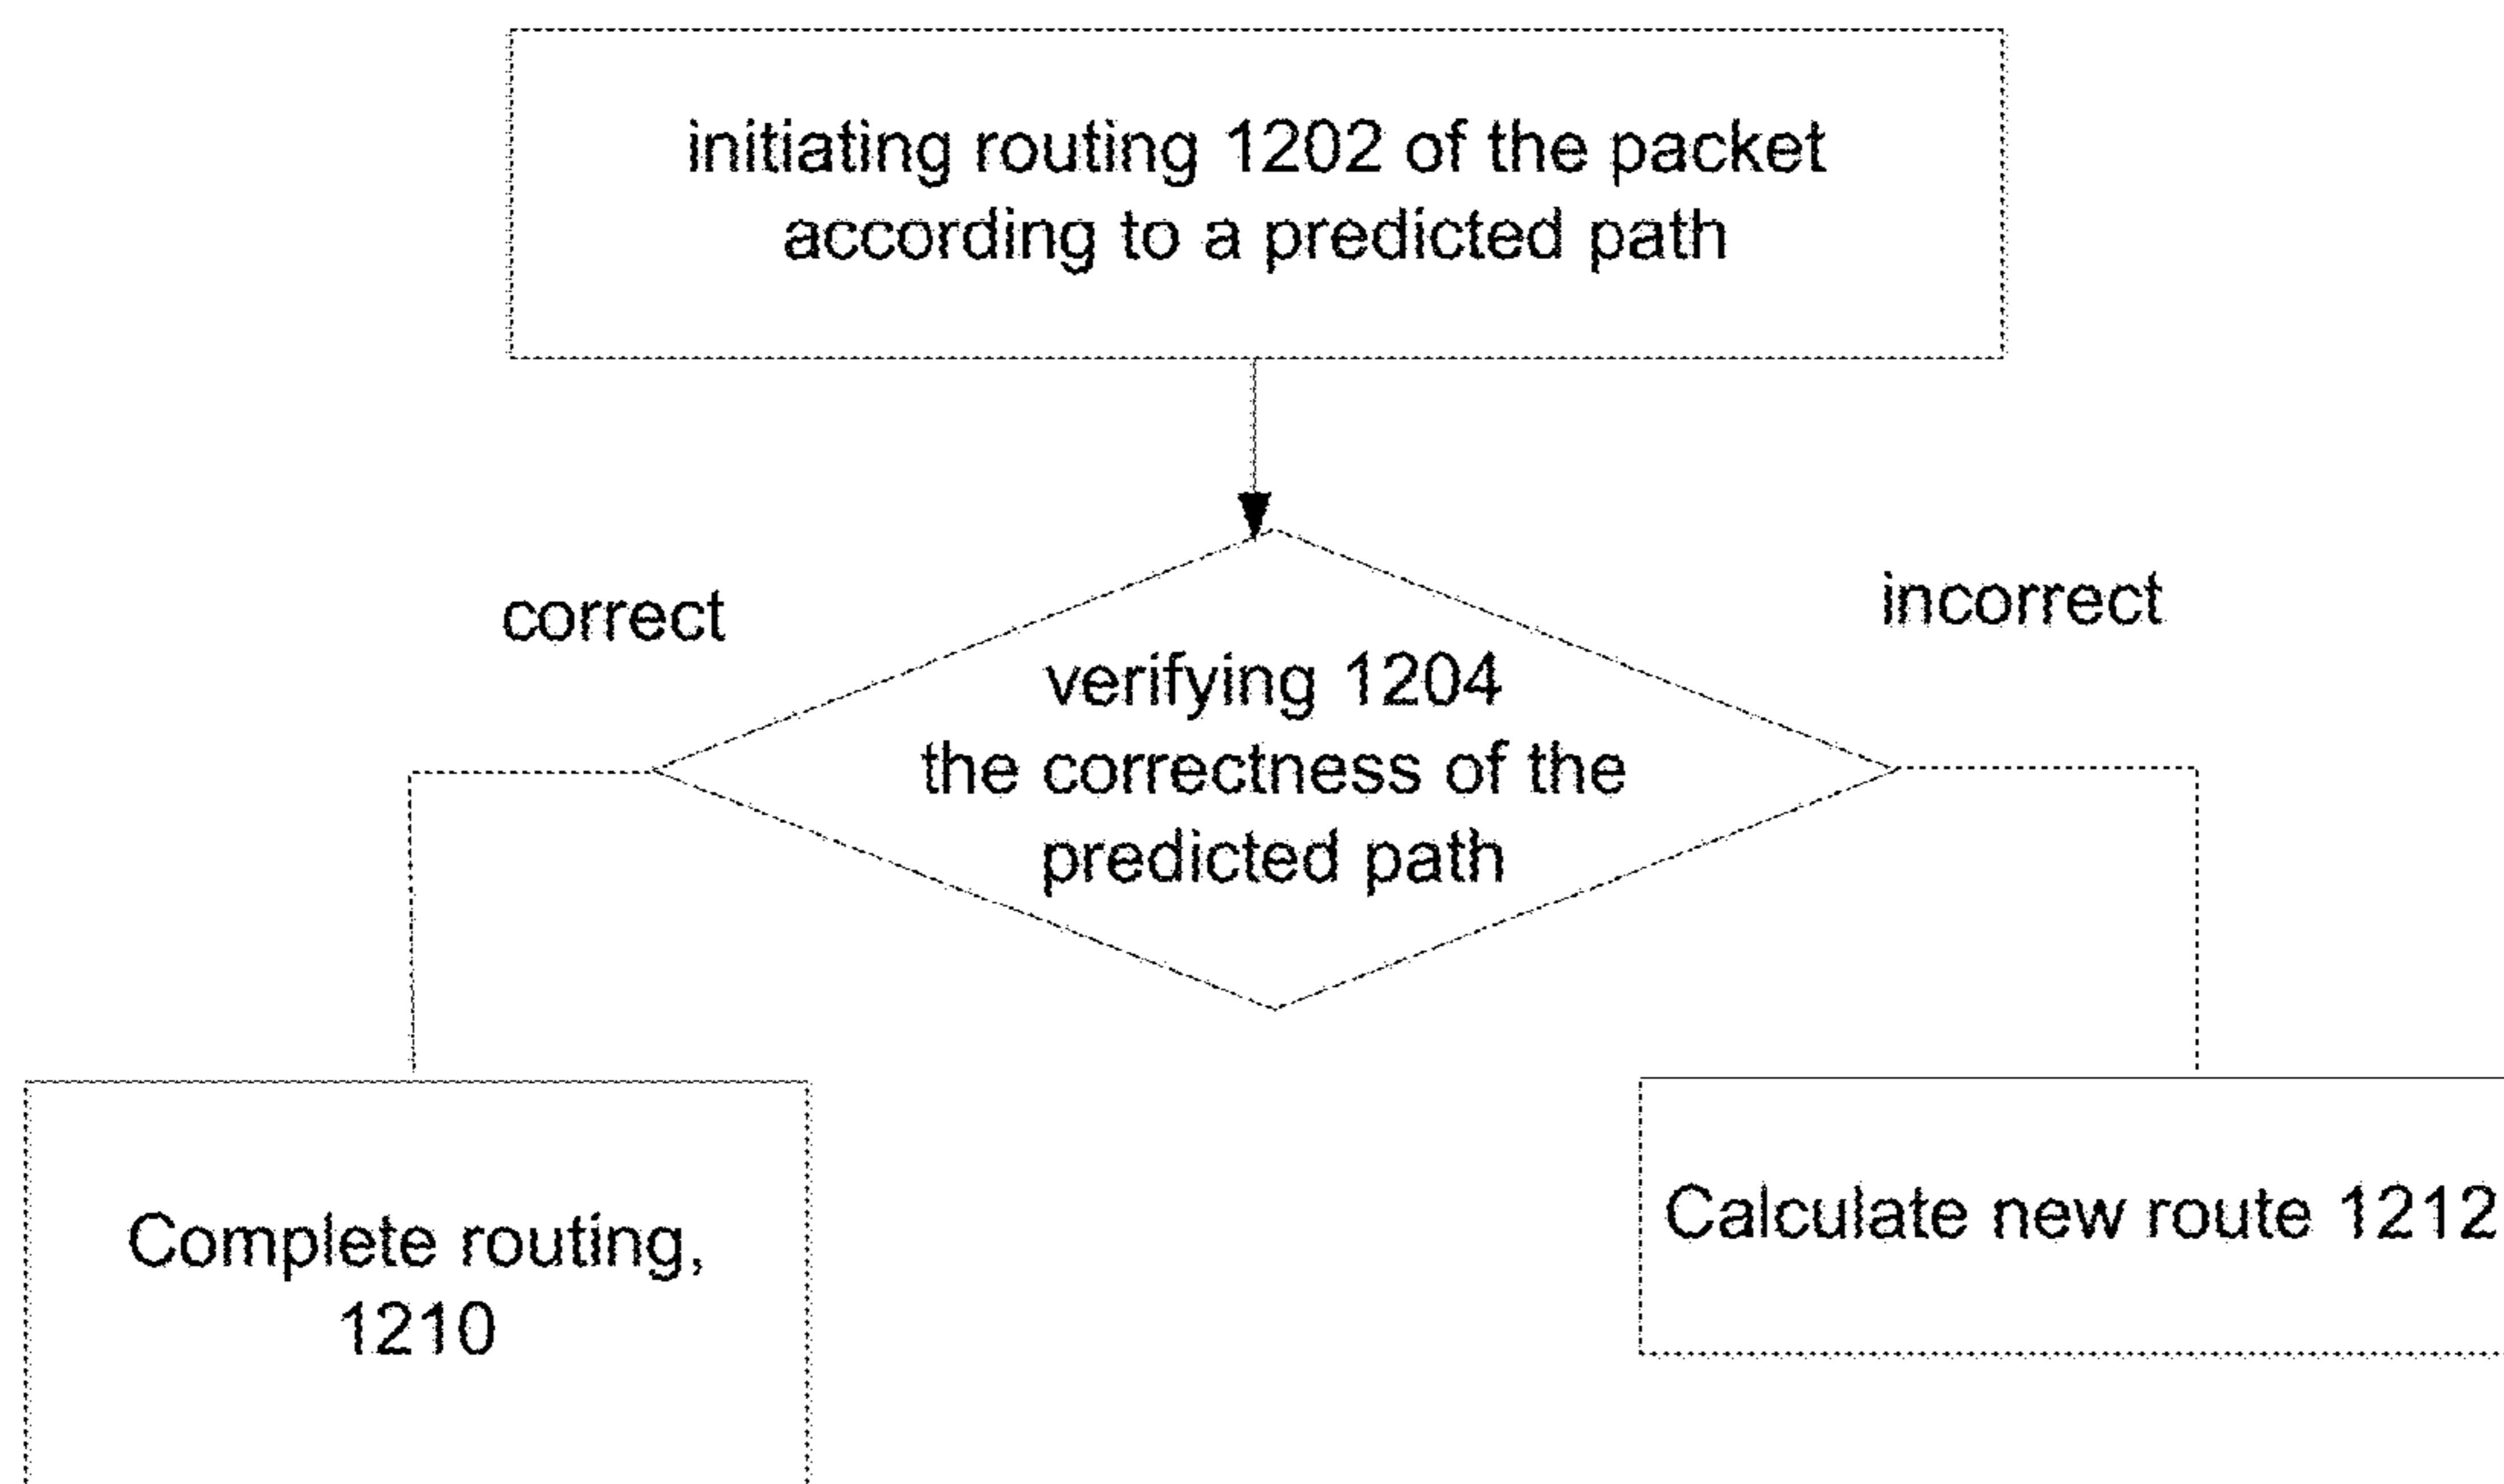 initiating routing 1202 of the packet
according to a predicted path
correct
incorrect
verifying 1204
the correctness of the
predicted path
Complete routing,
1210
Calculate new route 1212